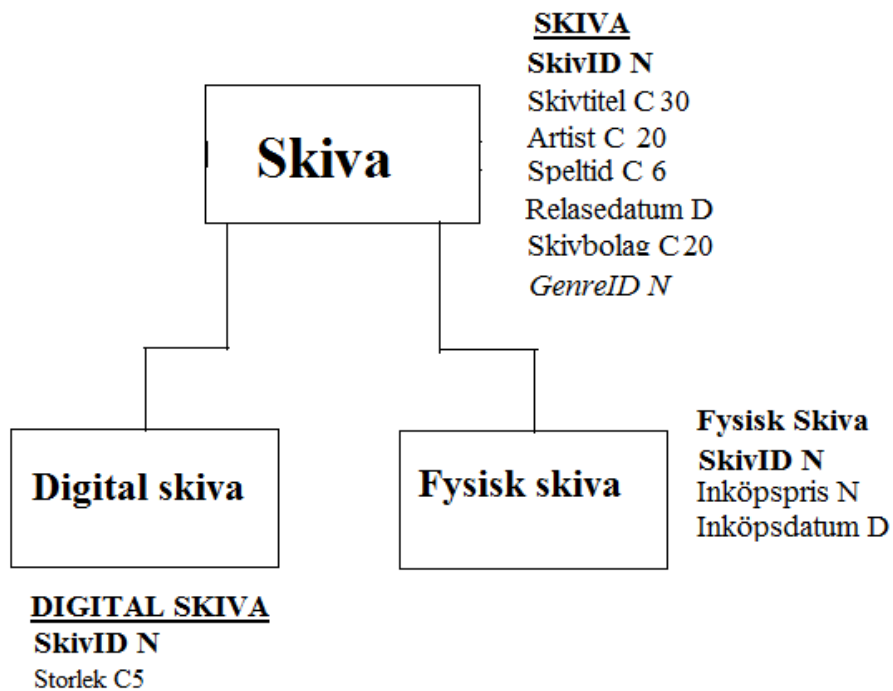 SKIVA
SkivID N
Skivtitel C 30
Artist C 20
Speltid C 6
Relasedatum D
Skivbolag C 20
GenreID N
Skiva
Digital skiva
Fysisk skiva
Fysisk Skiva
SkivID N
Inköpspris N
Inköpsdatum D
DIGITAL SKIVA
SkivID N
Storlek C5